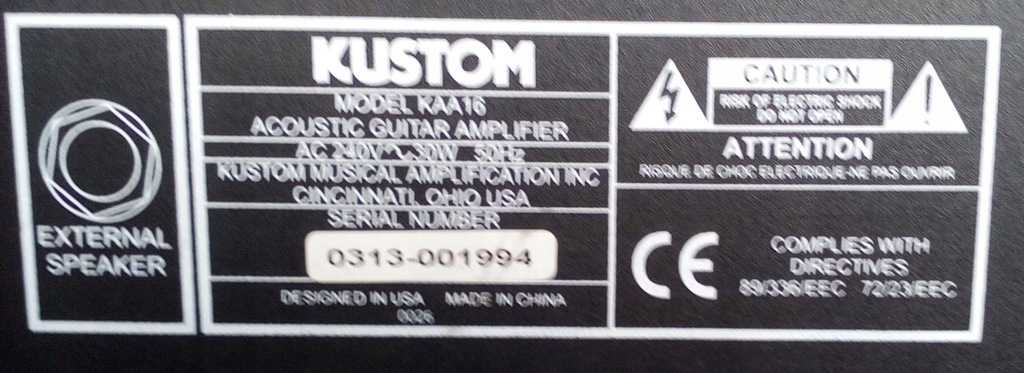 EXTERNAL
SPEAKER
KUSTOM
MODEL KAA16
ACOUSTIC GUITAR AMPLIFIER
AC 240V~30W 50Hz
KUSTOM MUSICAL AMPLIFICATION INC
CINCINNATI, OHIO USA
SERIAL NUMBER
0313-001994
DESIGNED IN USA MADE IN CHINA
0026
CAUTION
RISK OF ELECTRIC SHOCK
DO NOT OPEN
ATTENTION
RISQUE DE CHOC ELECTRIQUE-NE PAS OUVRIR
CE
COMPLIES WITH
DIRECTIVES
89/336/EEC 72/23/EEC